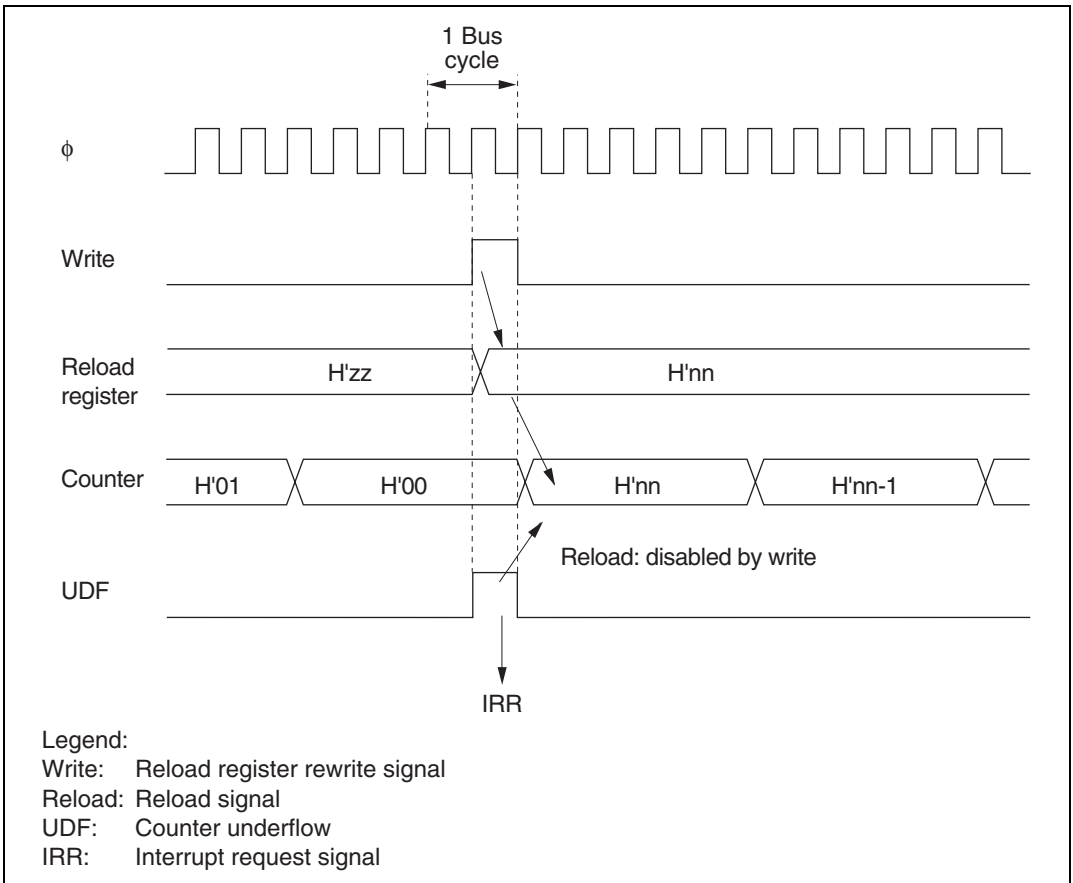 1 Bus
cycle
ϕ
Write
Reload
register
H'zz
H'nn
Counter
H'01
H'00
H'nn
H'nn-1
Reload: disabled by write
UDF
IRR
Legend:
Write: Reload register rewrite signal
Reload: Reload signal
UDF: Counter underflow
IRR: Interrupt request signal